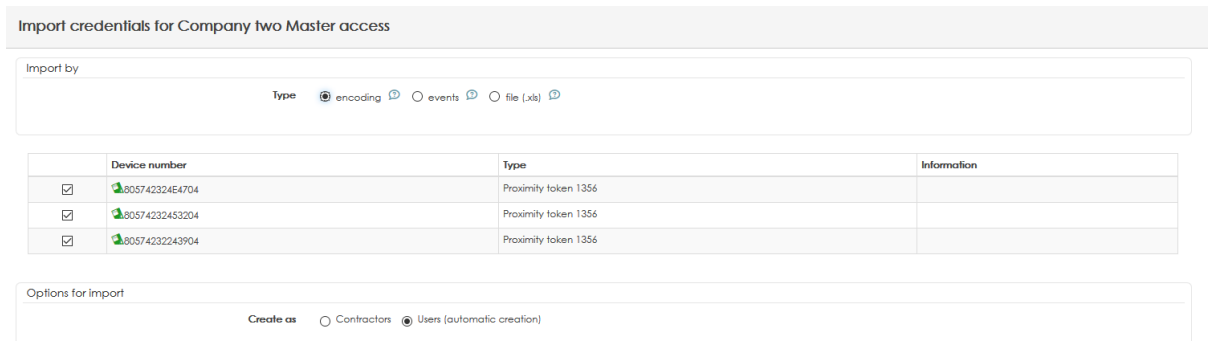 Import credentials for Company two Master access
Import by
Type encoding events file (.xls)
Device number Type Information
805742324E4704 Proximity token 1356
80574232453204 Proximity token 1356
80574232243904 Proximity token 1356
Options for import
Create as Contractors Users (automatic creation)